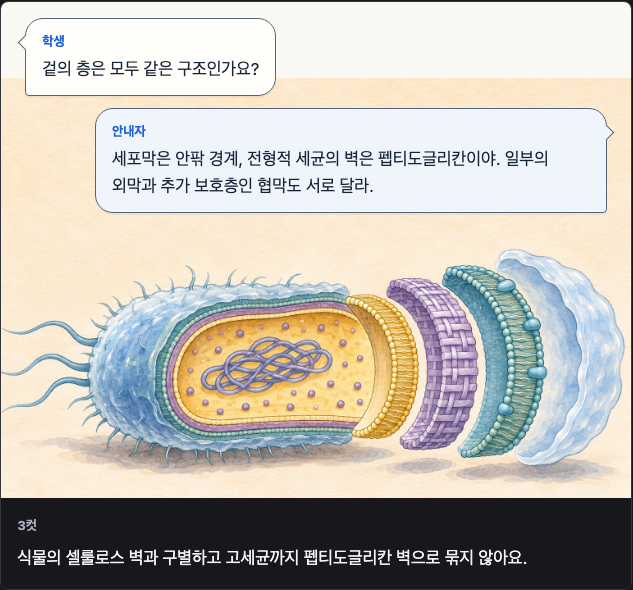 학생
겉의 층은 모두 같은 구조인가요?
안내자
세포막은 안팎 경계, 전형적 세균의 벽은 펩티도글리칸이야. 일부의
외막과 추가 보호층인 협막도 서로 달라.
3컷
식물의 셀룰로스 벽과 구별하고 고세균까지 펩티도글리칸 벽으로 묶지 않아요.